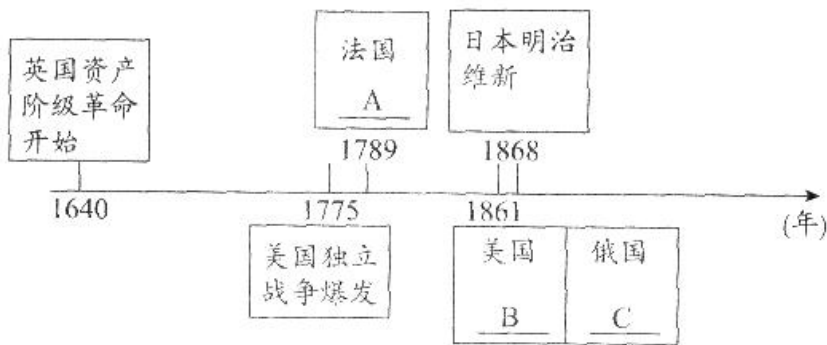 英国资产
阶级革命
开始
法国
A
日本明治
维新
1789
1868
1640
1775
1861
(年)
美国独立
战争爆发
美国
B
俄国
C